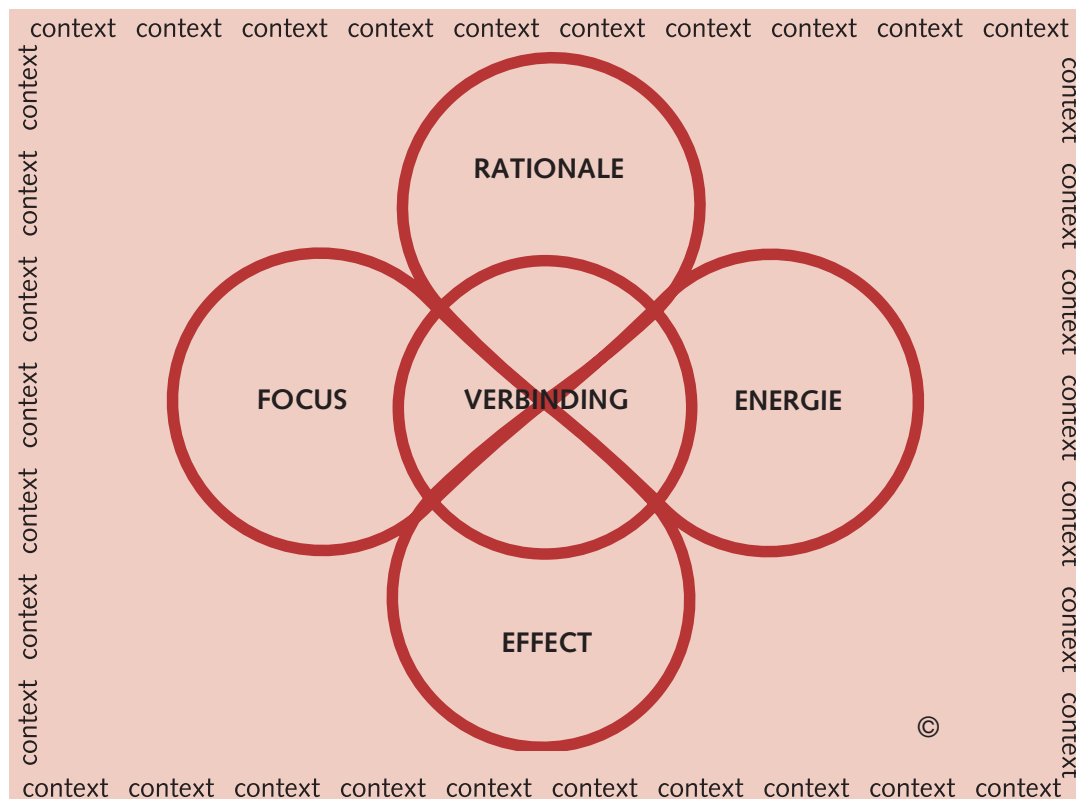 context context context context context context context context context context
context context context context context context context
RATIONALE
FOCUS VERBINDING ENERGIE
EFFECT
©
context context context context context context context
context context context context context context context context context context